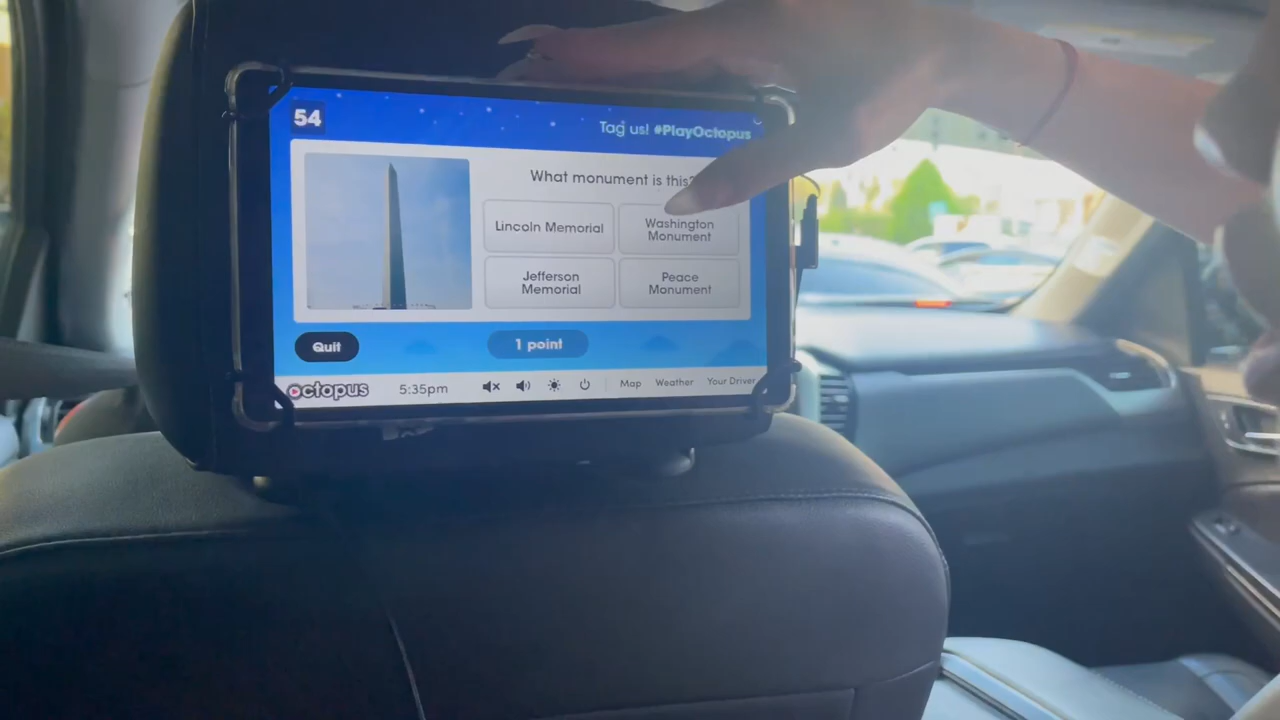 54
Tag us! #PlayOctopus
What monument is this?
Lincoln Memorial
Washington
Monument
Jefferson
Memorial
Peace
Monument
Quit
1 point
octopus
5:35pm
Map
Weather
Your Driver